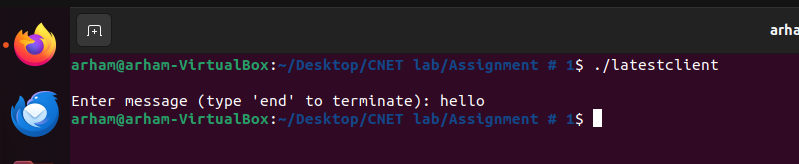 arha
arham@arham-VirtualBox:~/Desktop/CNET lab/Assignment # 1$ ./latestclient
Enter message (type 'end' to terminate): hello
arham@arham-VirtualBox:~/Desktop/CNET lab/Assignment # 1$